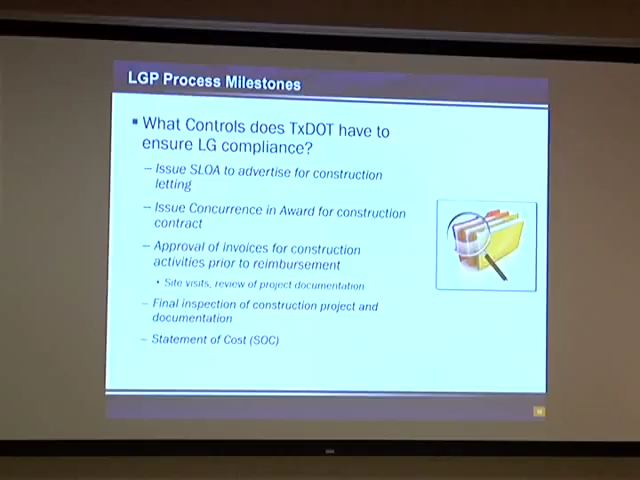 LGP Process Milestones
▪ What Controls does TxDOT have to
ensure LG compliance?
– Issue SLOA to advertise for construction
letting
– Issue Concurrence in Award for construction
contract
– Approval of invoices for construction
activities prior to reimbursement
• Site visits, review of project documentation
– Final inspection of construction project and
documentation
– Statement of Cost (SOC)